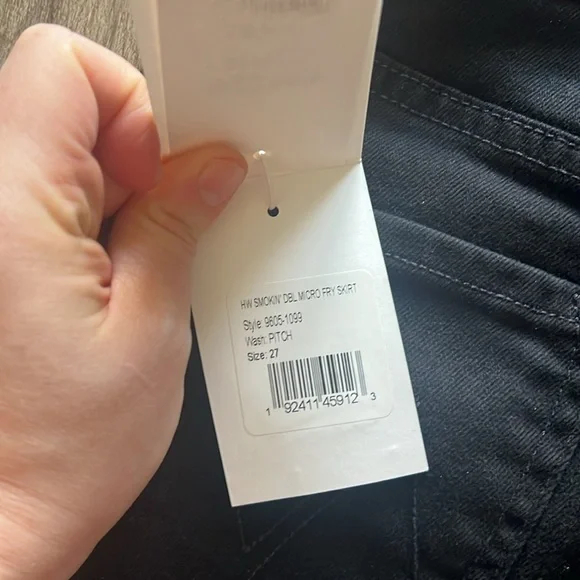 HW SMOKIN' DBL MICRO FRY SKIRT
Style: 9605-1099
Wash: PITCH
Size: 27
1 92411 45912 3